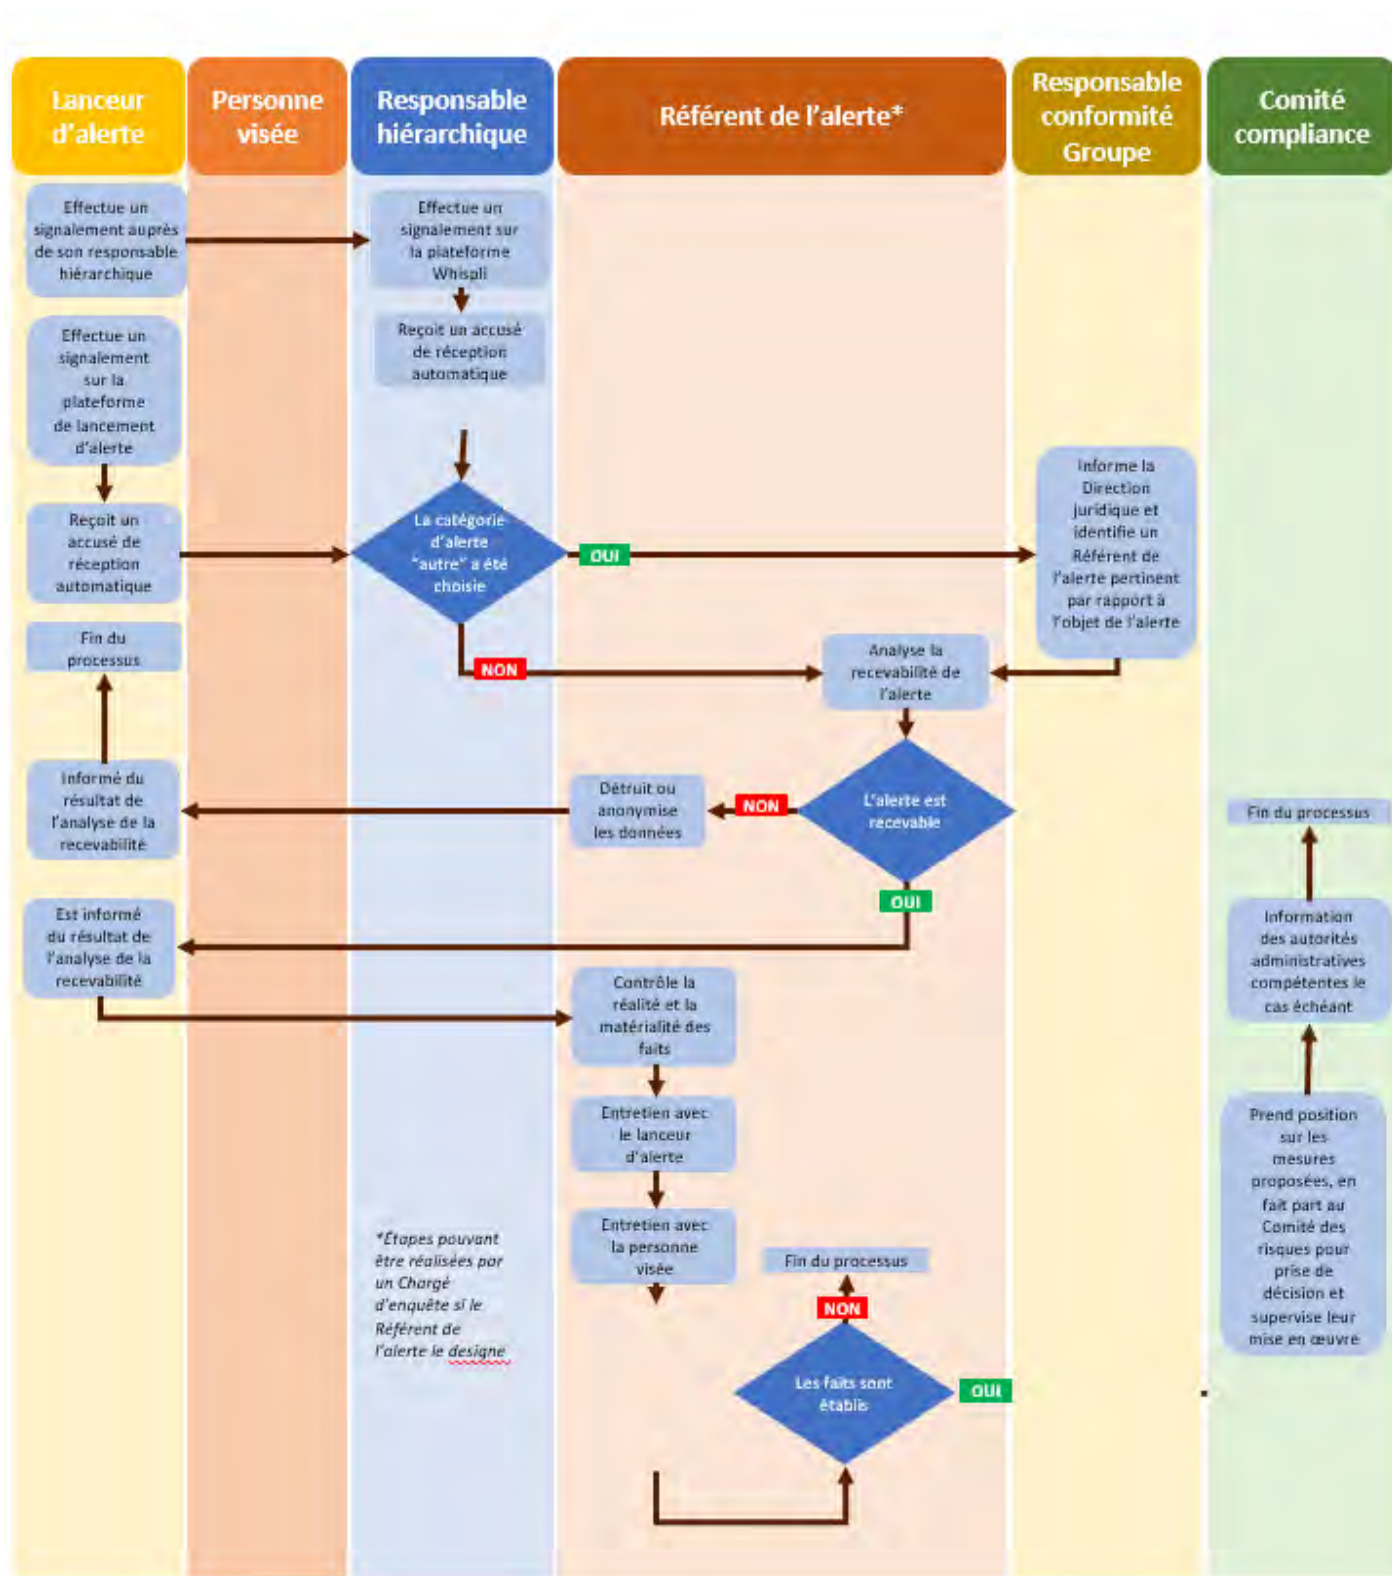 Lanceur
d'alerte
Personne
visée
Responsable
hiérarchique
Référent de l'alerte*
Responsable
conformité
Groupe
Comité
compliance
Effectue un
signalement auprès
de son responsable
hiérarchique
Effectue un
signalement sur
la plateforme
Whispli
Reçoit un accusé
de réception
automatique
Effectue un
signalement
sur la
plateforme
de lancement
d'alerte
Reçoit un
accusé de
réception
automatique
La catégorie
d'alerte
"autre" a été
choisie
OUI
Informe la
Direction
juridique et
identifie un
Référent de
l'alerte pertinent
par rapport à
l'objet de l'alerte
Fin du
processus
NON
Analyse la
recevabilité de
l'alerte
Informé du
résultat de
l'analyse de la
recevabilité
Détruit ou
anonymise
les données
NON
L'alerte est
recevable
Fin du processus
OUI
Est informé
du résultat de
l'analyse de la
recevabilité
Information
des autorités
administratives
compétentes le
cas échéant
Contrôle la
réalité et la
matérialité des
faits
Entretien avec
le lanceur
d'alerte
Prend position
sur les
mesures
proposées, en
fait part au
Comité des
risques pour
prise de
décision et
supervise leur
mise en œuvre
Entretien avec
la personne
visée
*Étapes pouvant
être réalisées par
un Chargé
d'enquête si le
Référent de
l'alerte le designe
Fin du processus
NON
Les faits sont
établis
OUI